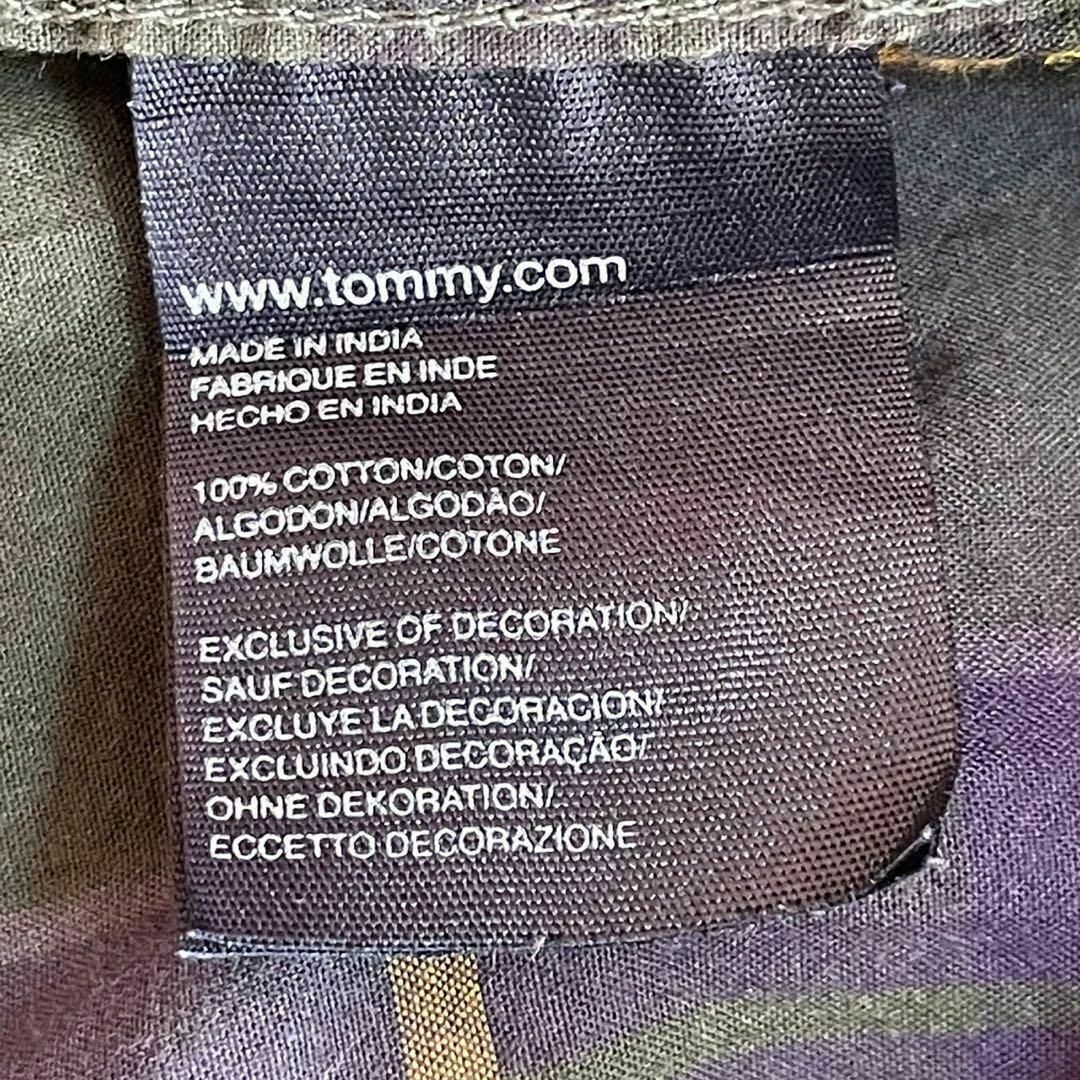 www.tommy.com
MADE IN INDIA
FABRIQUE EN INDE
HECHO EN INDIA
100% COTTON/COTON/
ALGODON/ALGODÃO/
BAUMWOLLE/COTONE
EXCLUSIVE OF DECORATION/
SAUF DECORATION/
EXCLUYE LA DECORACION/
EXCLUINDO DECORAÇÃO/
OHNE DEKORATION/
ECCETTO DECORAZIONE